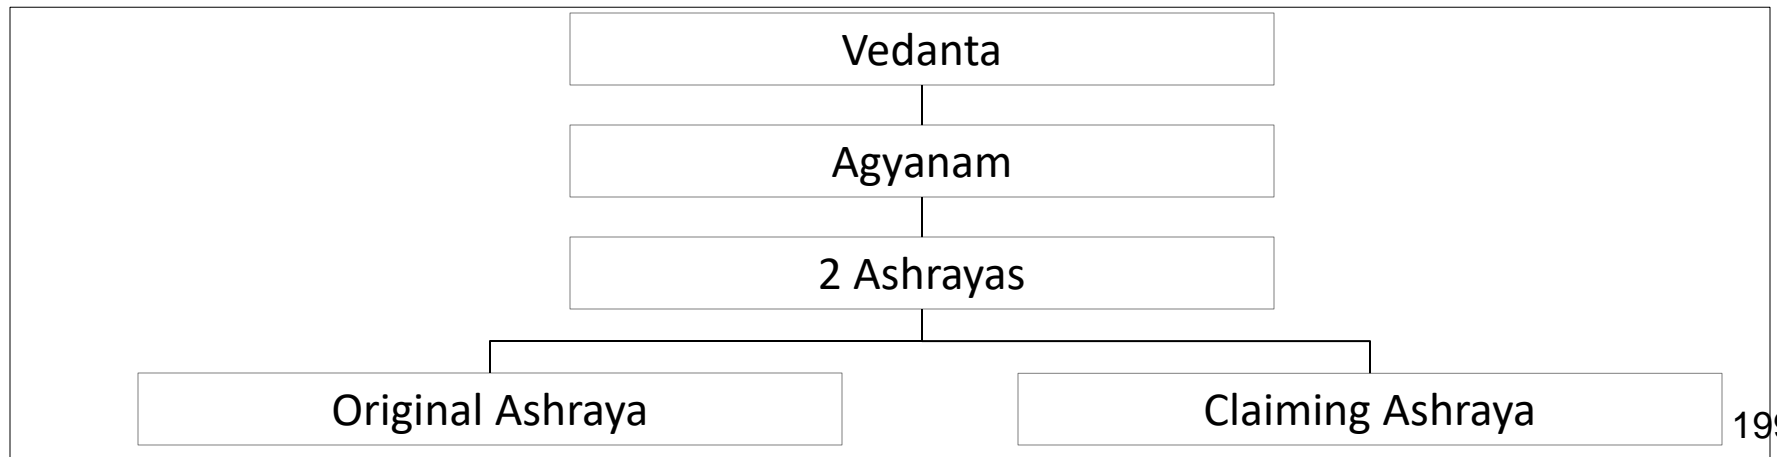 Vedanta
Agyanam
2 Ashrayas
Original Ashraya
Claiming Ashraya